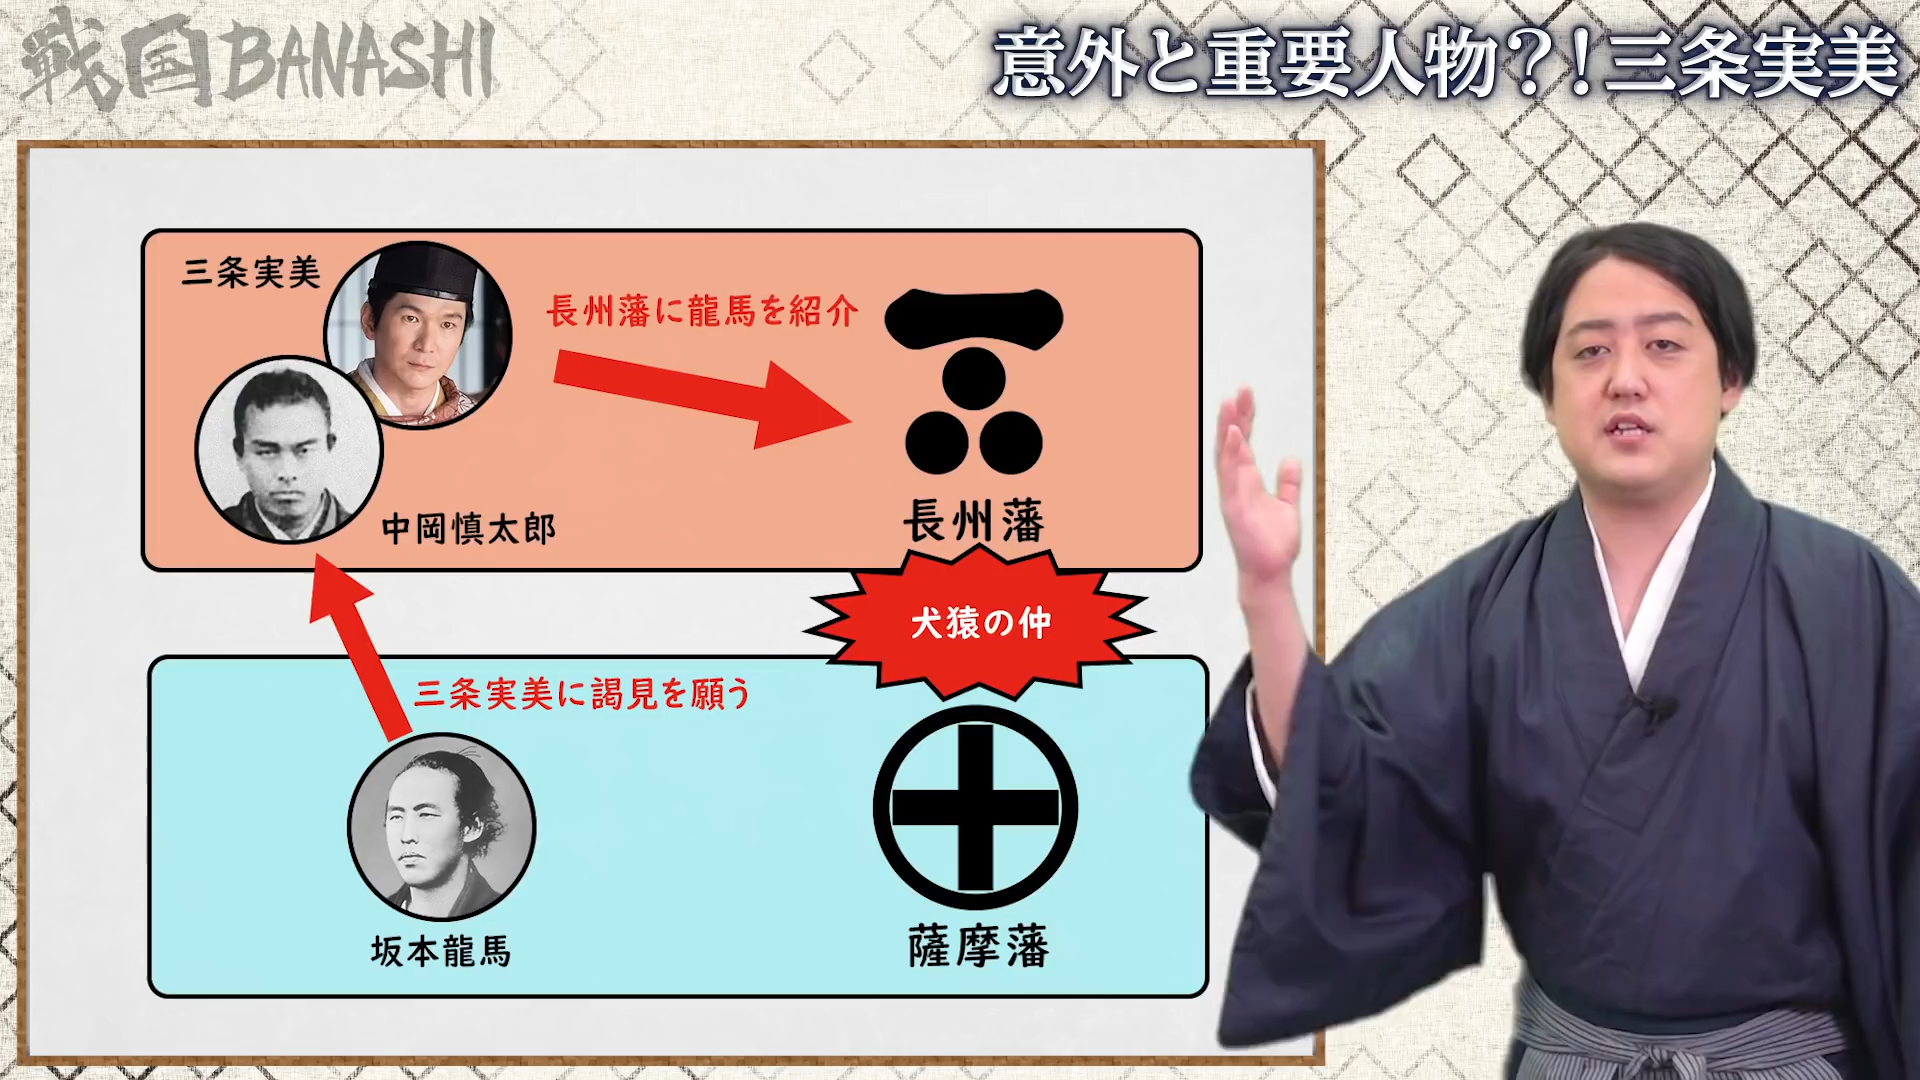 戦国BANASHI
意外と重要人物？！三条実美
三条実美
長州藩に龍馬を紹介
中岡慎太郎
長州藩
犬猿の仲
三条実美に謁見を願う
坂本龍馬
薩摩藩